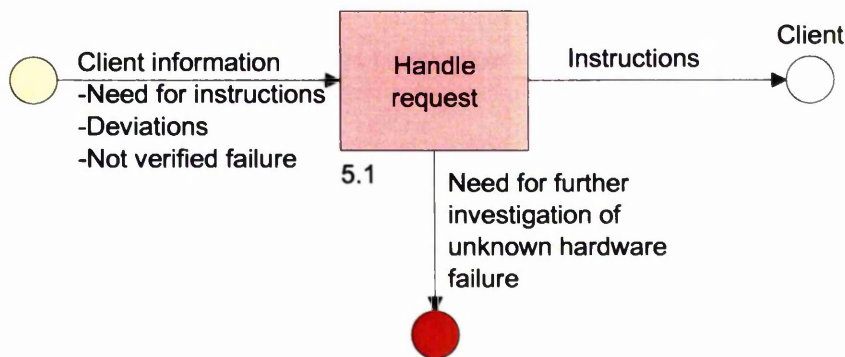 Client information
-Need for instructions
-Deviations
-Not verified failure
Handle
request
5.1
Instructions
Client
Need for further
investigation of
unknown hardware
failure